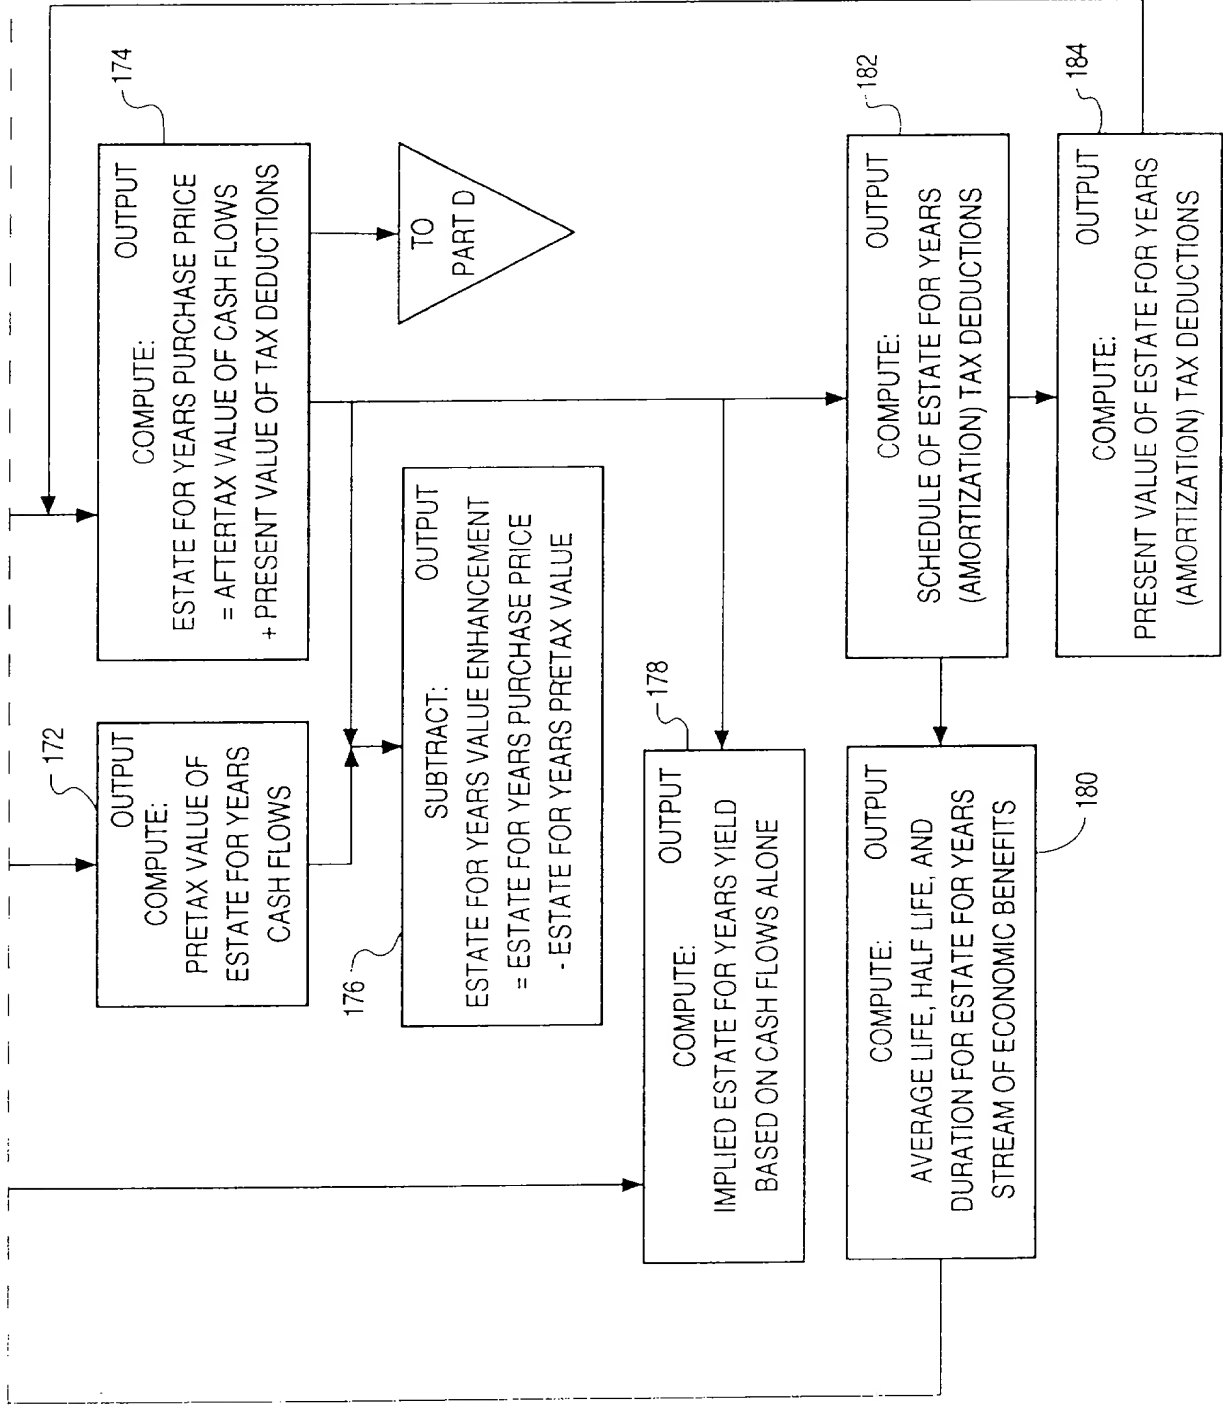 172
OUTPUT
COMPUTE:
PRETAX VALUE OF
ESTATE FOR YEARS
CASH FLOWS
174
OUTPUT
COMPUTE:
ESTATE FOR YEARS PURCHASE PRICE
= AFTERTAX VALUE OF CASH FLOWS
+ PRESENT VALUE OF TAX DEDUCTIONS
TO
PART D
176
OUTPUT
SUBTRACT:
ESTATE FOR YEARS VALUE ENHANCEMENT
= ESTATE FOR YEARS PURCHASE PRICE
- ESTATE FOR YEARS PRETAX VALUE
178
OUTPUT
COMPUTE:
IMPLIED ESTATE FOR YEARS YIELD
BASED ON CASH FLOWS ALONE
180
OUTPUT
COMPUTE:
AVERAGE LIFE, HALF LIFE, AND
DURATION FOR ESTATE FOR YEARS
STREAM OF ECONOMIC BENEFITS
182
OUTPUT
COMPUTE:
SCHEDULE OF ESTATE FOR YEARS
(AMORTIZATION) TAX DEDUCTIONS
184
OUTPUT
COMPUTE:
PRESENT VALUE OF ESTATE FOR YEARS
(AMORTIZATION) TAX DEDUCTIONS